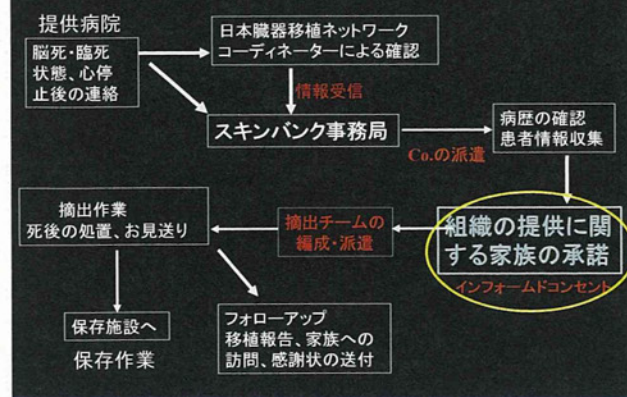 提供病院
脳死・臨死
状態、心停
止後の連絡
日本臓器移植ネットワーク
コーディネーターによる確認
情報受信
スキンバンク事務局
Co.の派遣
病歴の確認
患者情報収集
組織の提供に関
する家族の承諾
インフォームドコンセント
摘出チームの
編成・派遣
摘出作業
死後の処置、お見送り
保存施設へ
保存作業
フォローアップ
移植報告、家族への
訪問、感謝状の送付